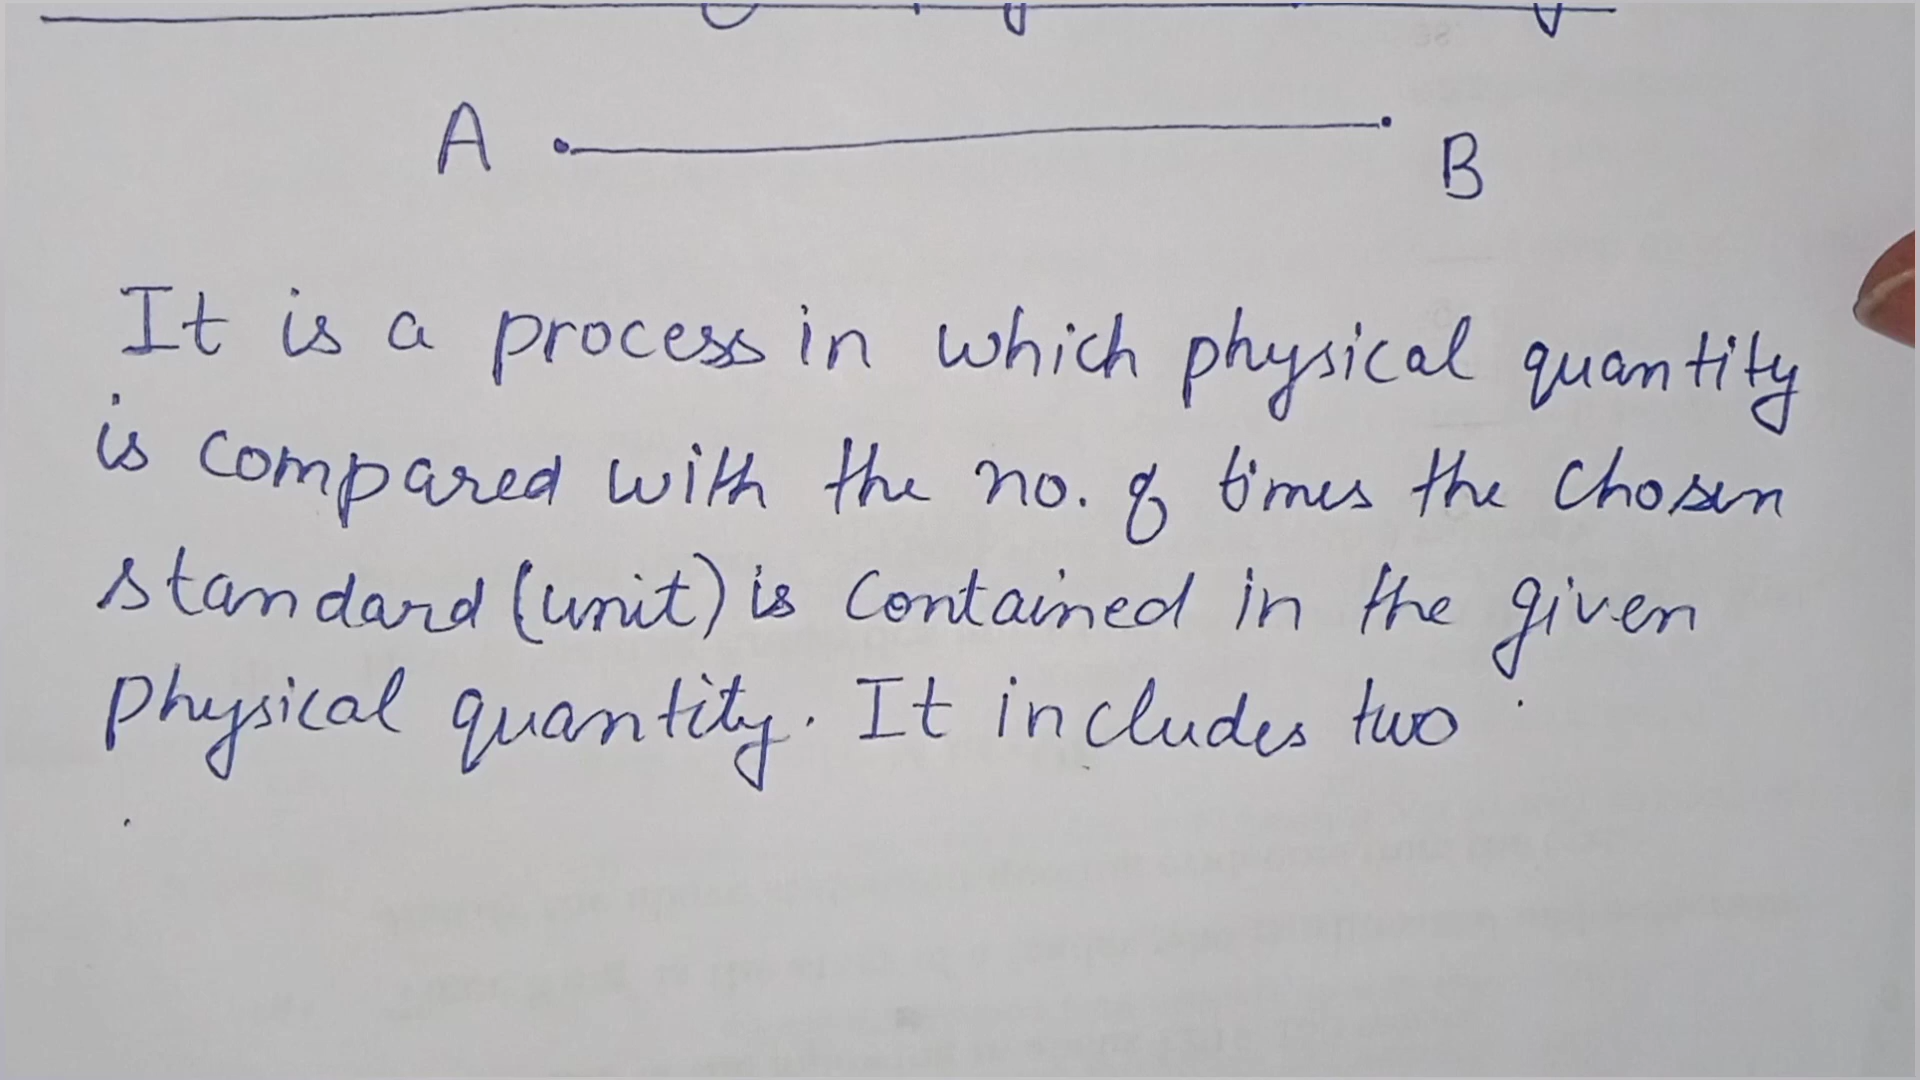 A B
It is a process in which physical quantity
is compared with the no. of times the chosen
standard (unit) is contained in the given
physical quantity. It includes two